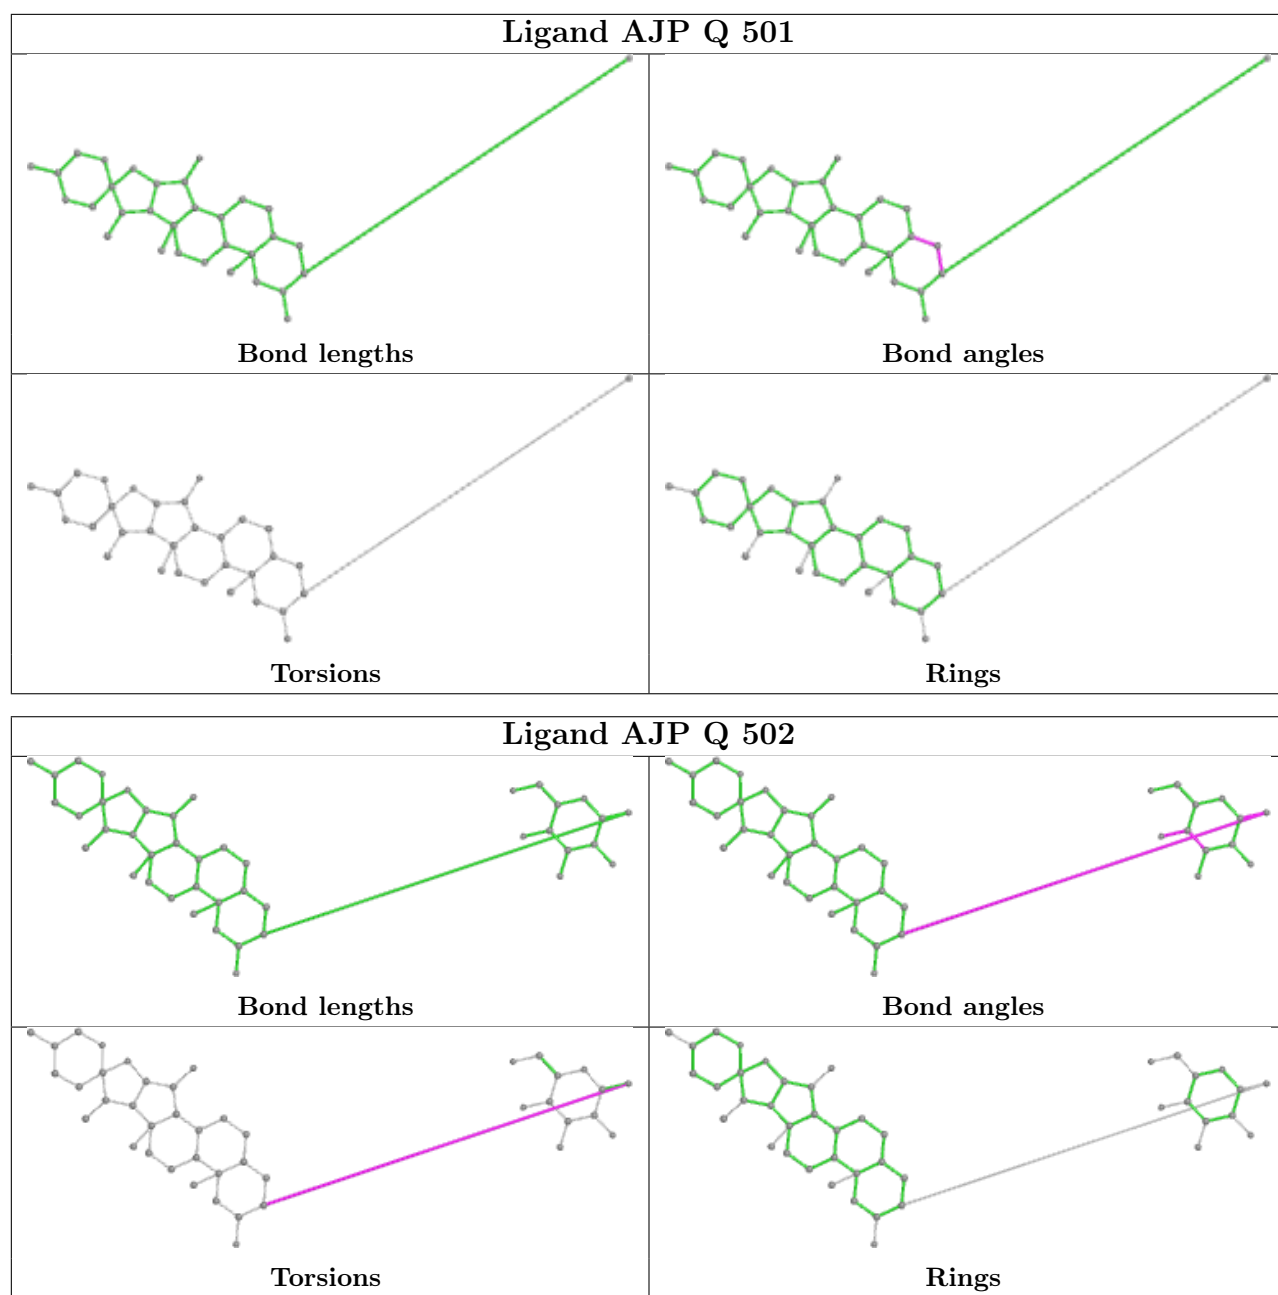 Ligand AJP Q 501
Bond lengths
Bond angles
Torsions
Rings
Ligand AJP Q 502
Bond lengths
Bond angles
Torsions
Rings